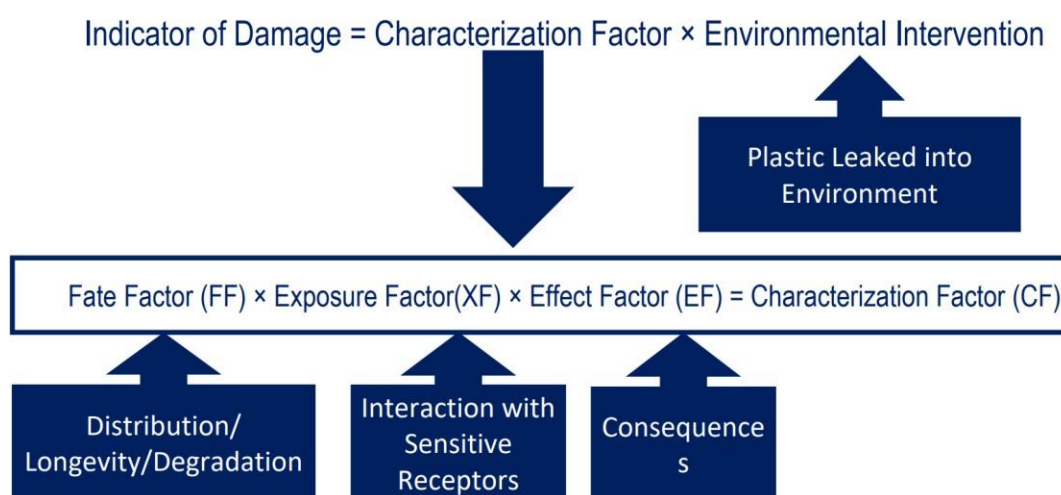 Indicator of Damage = Characterization Factor × Environmental Intervention
Plastic Leaked into
Environment
Fate Factor (FF) × Exposure Factor(XF) × Effect Factor (EF) = Characterization Factor (CF)
Distribution/
Longevity/Degradation
Interaction with
Sensitive
Receptors
Consequence
s